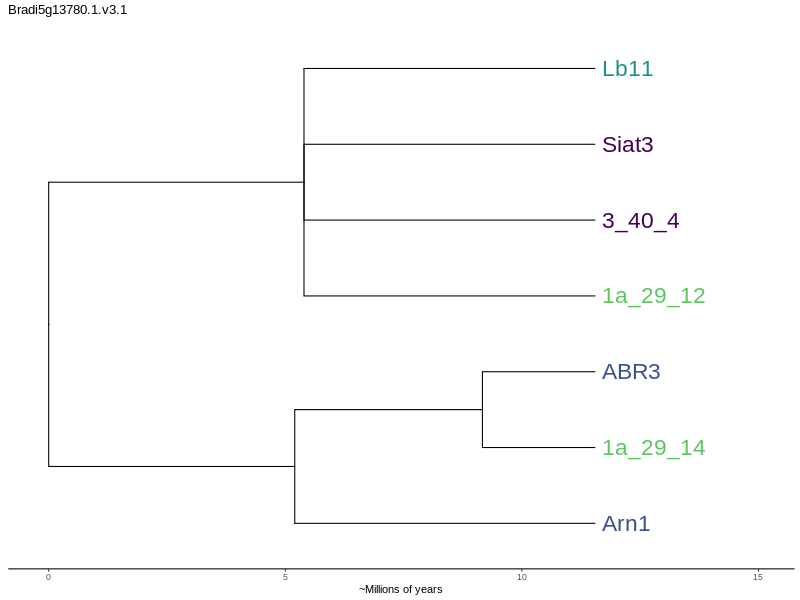 Bradi5g13780.1.v3.1
Lb11
Siat3
3_40_4
1a_29_12
ABR3
1a_29_14
Arn1
0 5 10 15
~Millions of years